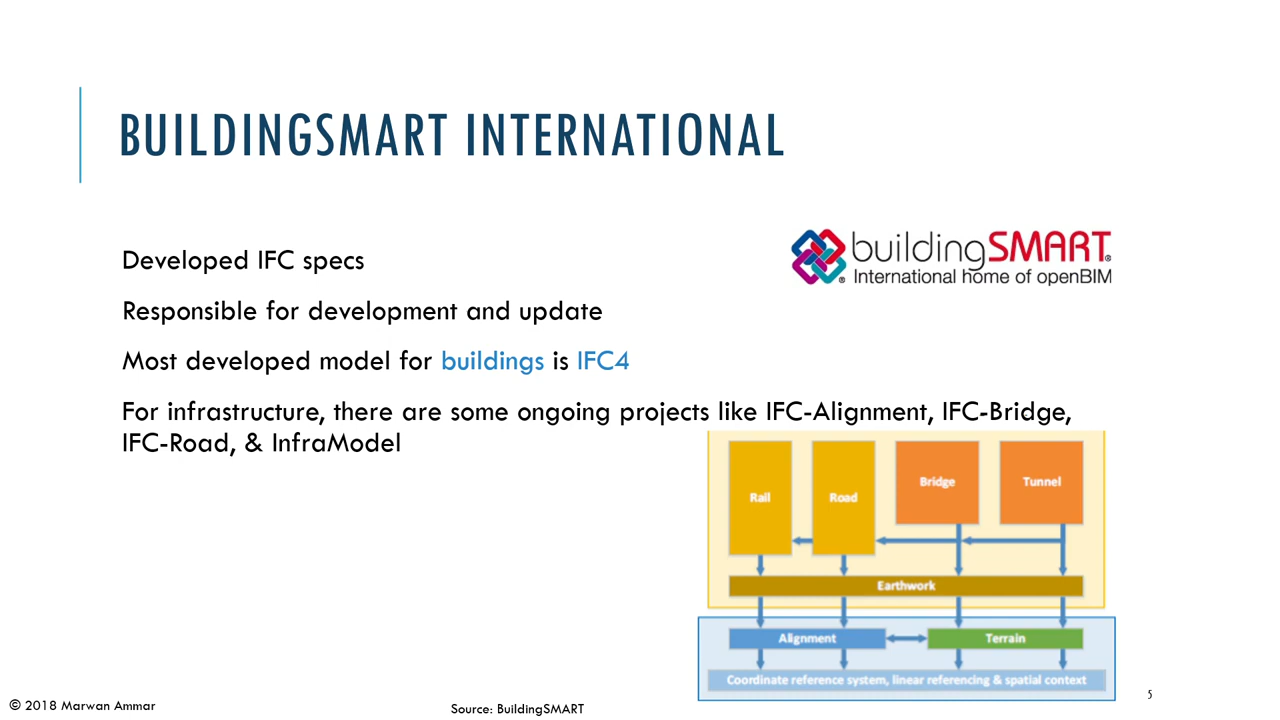 BUILDINGSMART INTERNATIONAL
Developed IFC specs
buildingSMART®
® International home of openBIM
Responsible for development and update
Most developed model for buildings is IFC4
For infrastructure, there are some ongoing projects like IFC-Alignment, IFC-Bridge,
IFC-Road, & InfraModel
Rail
Road
Bridge
Tunnel
Earthwork
Alignment
Terrain
Coordinate reference system, linear referencing & spatial context
© 2018 Marwan Ammar
Source: BuildingSMART
5